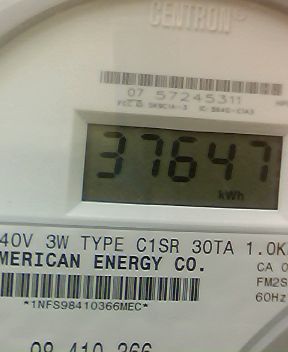 CENTRON
07 57245311
37647
kWh
40V 3W TYPE C1SR 30TA 1.0K
MERICAN ENERGY CO.
CA 0
FM2S
60Hz
*1NFS98410366MEC*
98 410 366